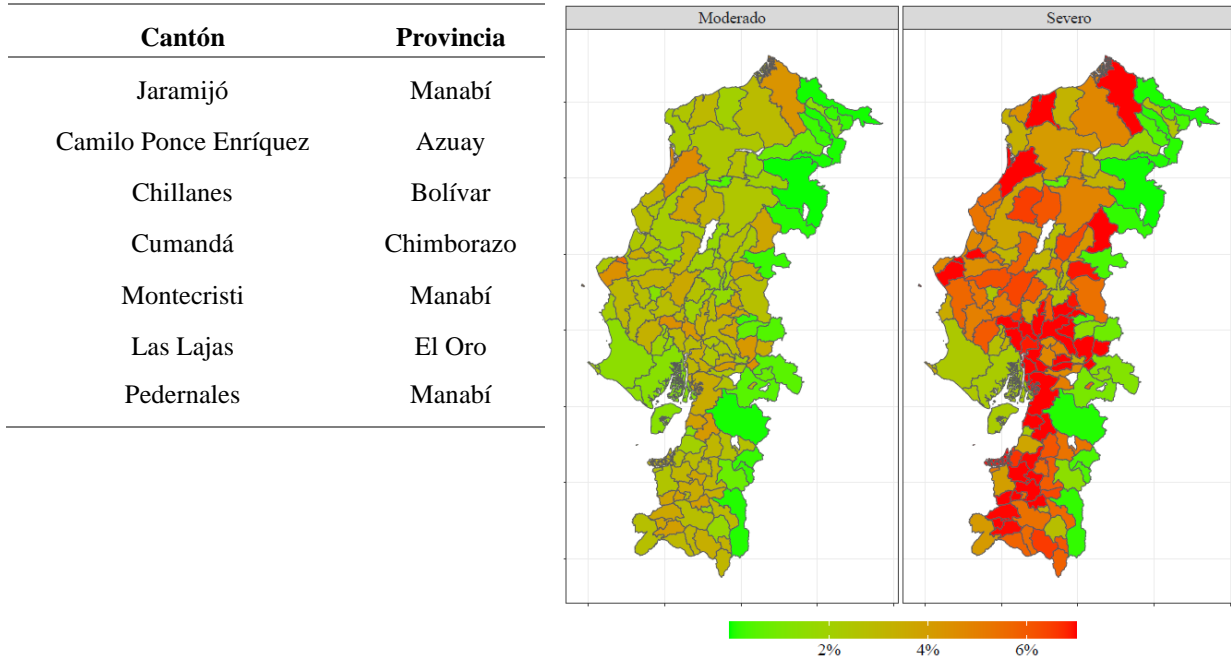 Cantón Provincia
Jaramijó Manabí
Camilo Ponce Enríquez Azuay
Chillanes Bolívar
Cumandá Chimborazo
Montecristi Manabí
Las Lajas El Oro
Pedernales Manabí
Moderado Severo
2% 4% 6%